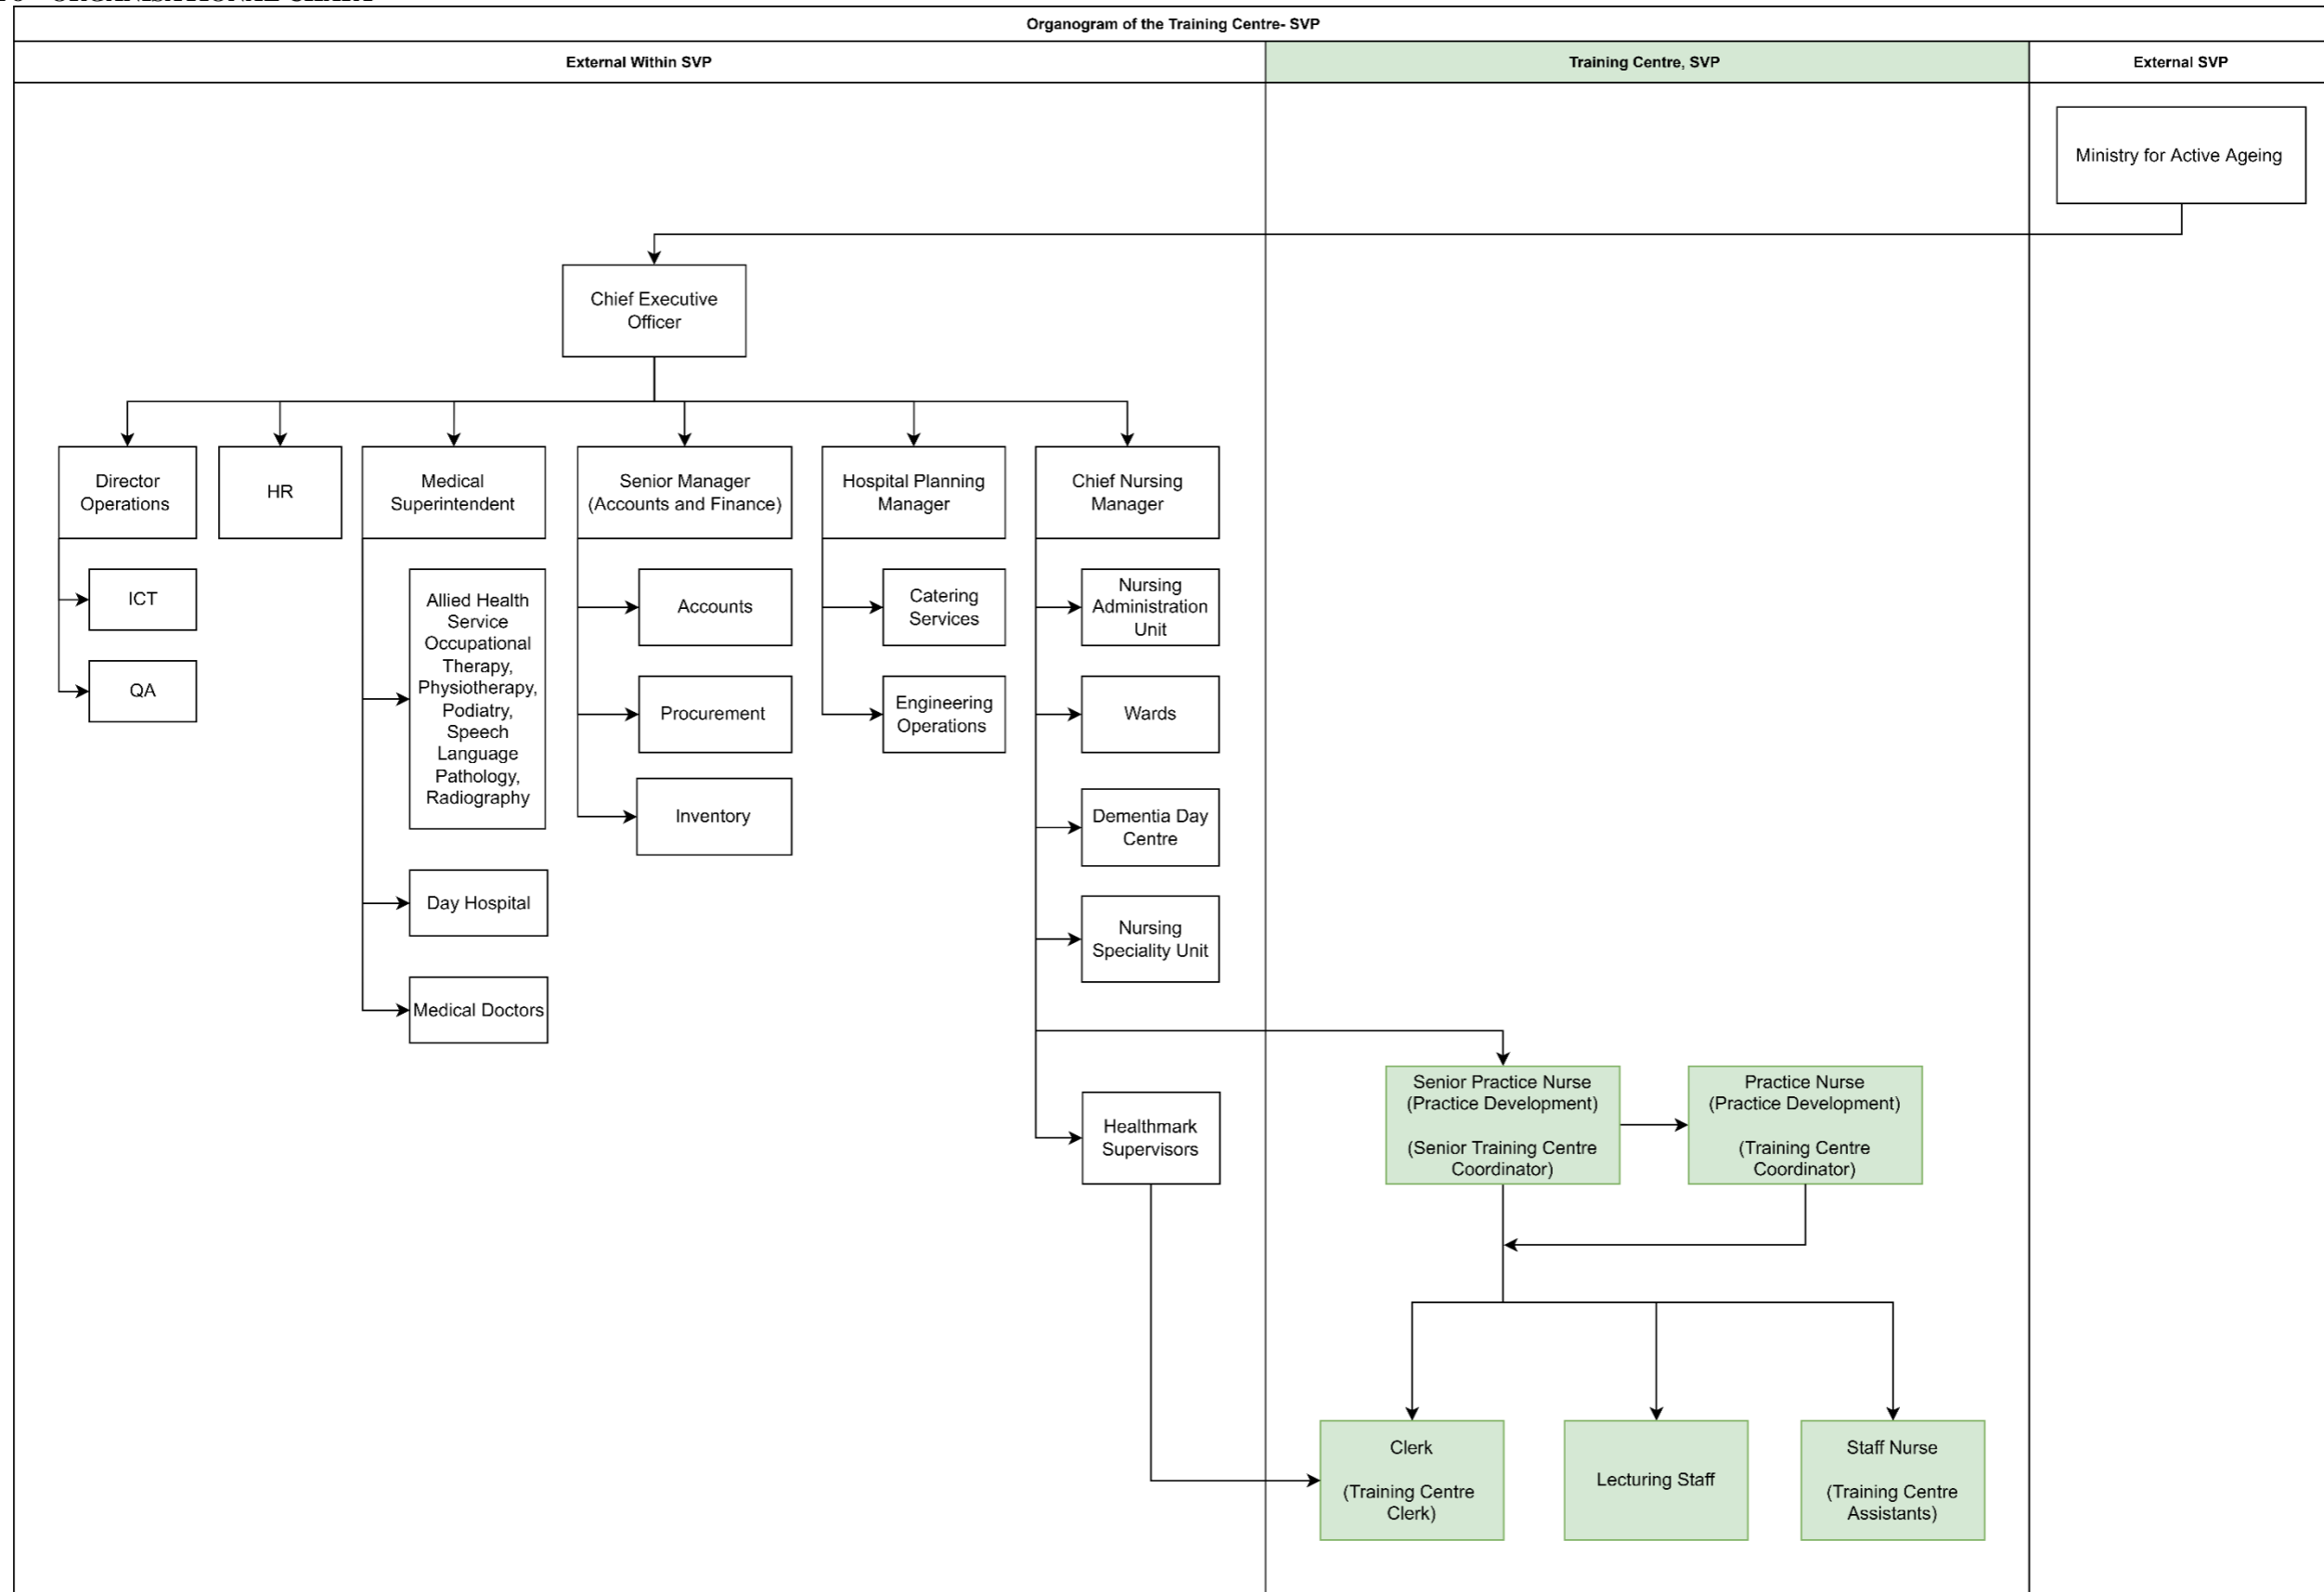 Organogram of the Training Centre- SVP
External Within SVP
Training Centre, SVP
External SVP
Ministry for Active Ageing
Chief Executive
Officer
Director
Operations
HR
Medical
Superintendent
Senior Manager
(Accounts and Finance)
Hospital Planning
Manager
Chief Nursing
Manager
ICT
QA
Allied Health
Service
Occupational
Therapy,
Physiotherapy,
Podiatry,
Speech
Language
Pathology,
Radiography
Day Hospital
Medical Doctors
Accounts
Procurement
Inventory
Catering
Services
Engineering
Operations
Nursing
Administration
Unit
Wards
Dementia Day
Centre
Nursing
Speciality Unit
Healthmark
Supervisors
Senior Practice Nurse
(Practice Development)
(Senior Training Centre
Coordinator)
Practice Nurse
(Practice Development)
(Training Centre
Coordinator)
Clerk
(Training Centre
Clerk)
Lecturing Staff
Staff Nurse
(Training Centre
Assistants)